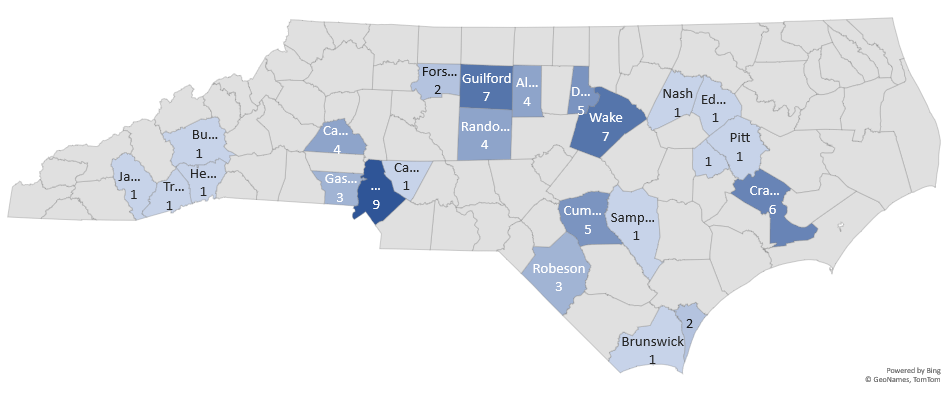 Fors...
2
Guilford
7
Al...
4
D...
5
Wake
7
Nash
1
Ed...
1
Rando...
4
Ca...
4
Bu...
1
Pitt
1
1
Ja...
1
Tr...
1
He...
1
Gas...
3
...
9
Ca...
1
Cra...
6
Cum...
5
Samp...
1
Robeson
3
2
Brunswick
1
Powered by Bing
© GeoNames, TomTom